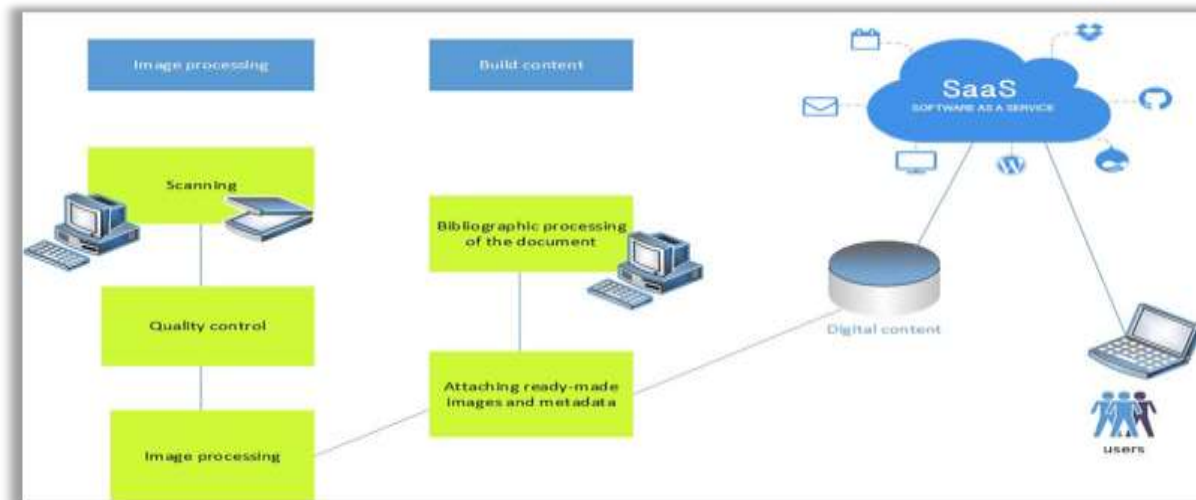 Image processing
Build content
SaaS
SOFTWARE AS A SERVICE
Scanning
Bibliographic processing
of the document
Quality control
Digital content
Attaching ready-made
images and metadata
Image processing
users